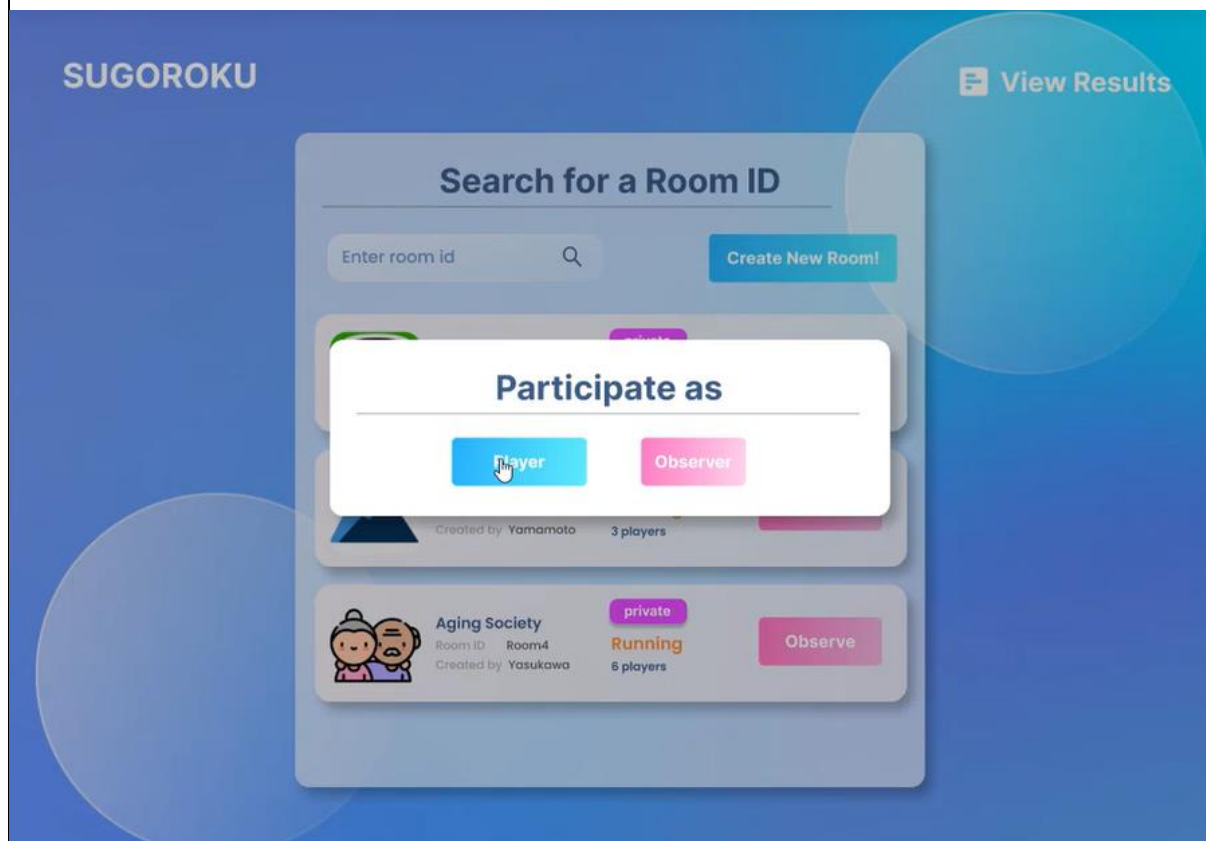 SUGOROKU
View Results
Search for a Room ID
Enter room id
Create New Room!
Participate as
Player
Observer
Created by Yamamoto
3 players
Aging Society
private
Room ID Room4
Running
Observe
Created by Yasukawa
6 players